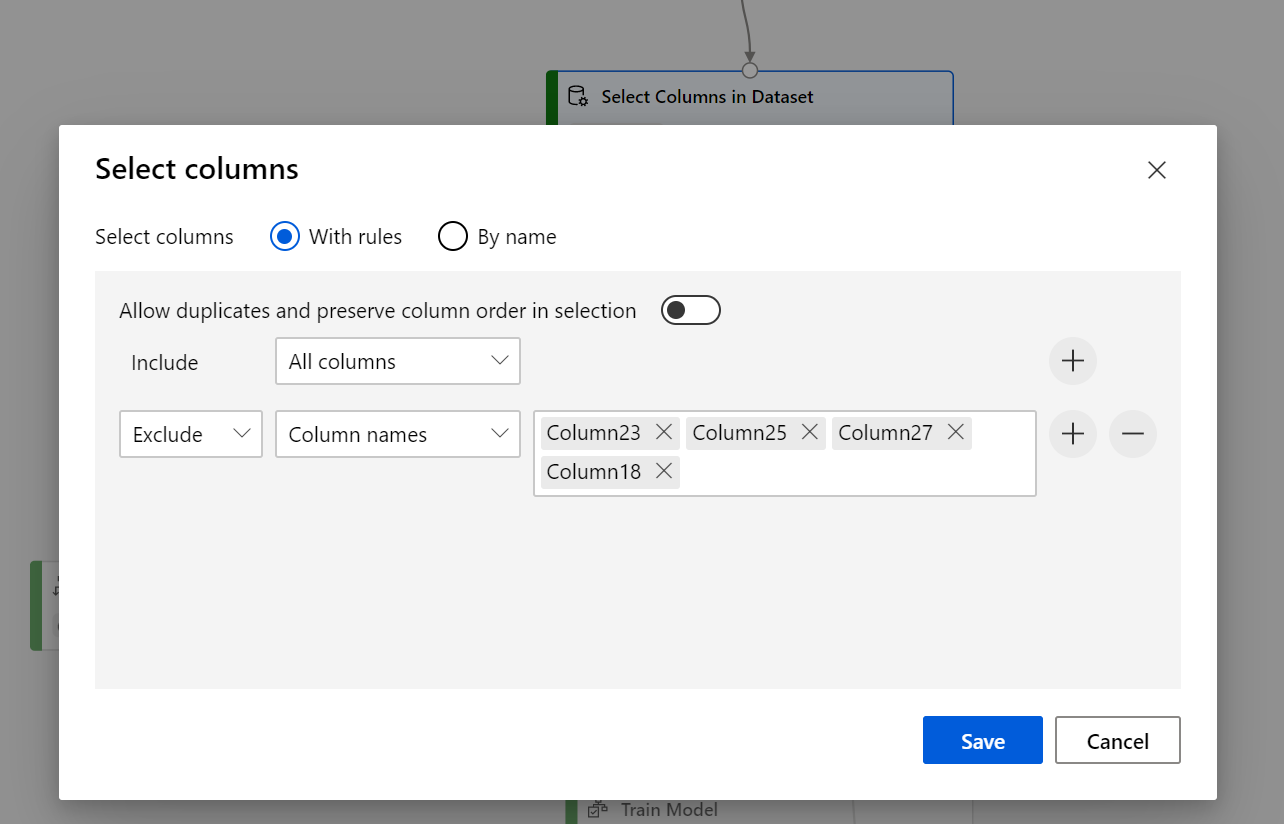 Select Columns in Dataset
Select columns
Select columns With rules By name
Allow duplicates and preserve column order in selection
Include All columns
Exclude Column names Column23 Column25 Column27
Column18
Save Cancel
Train Model